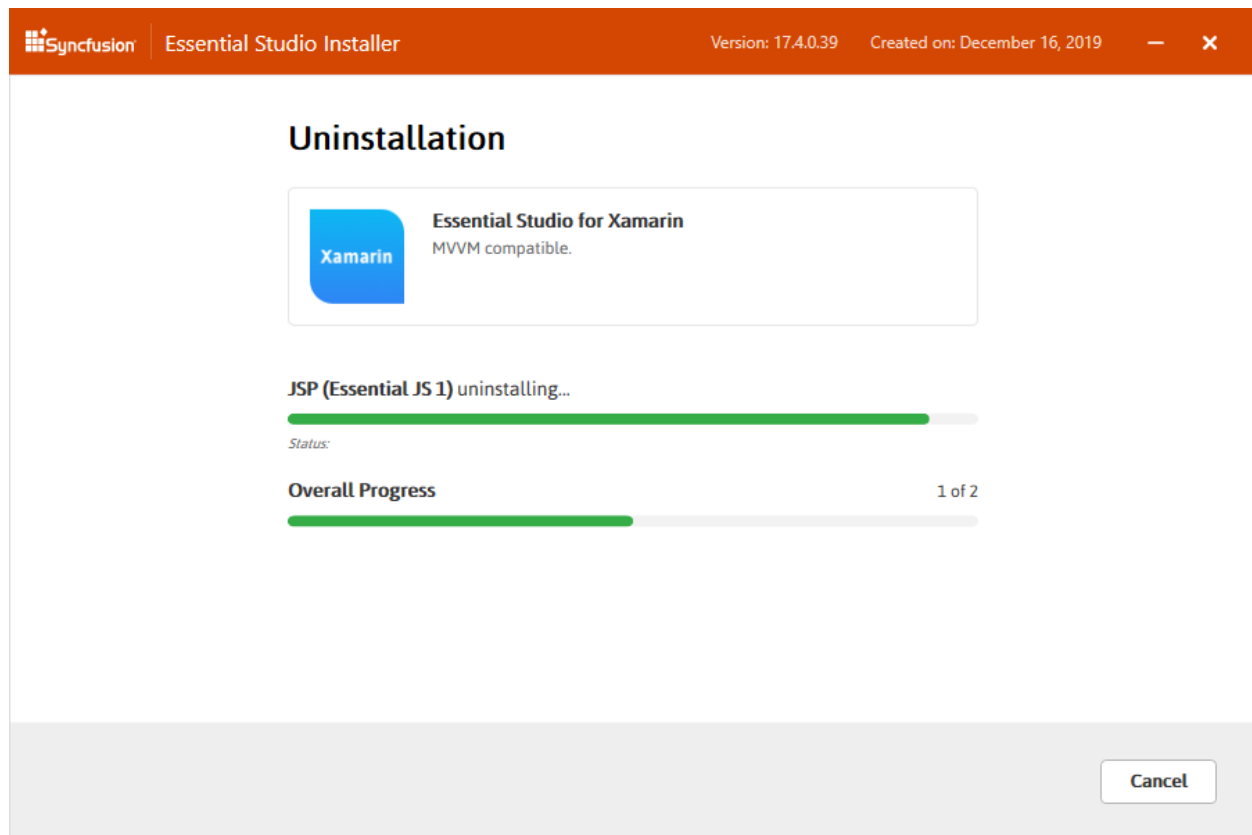 Syncfusion Essential Studio Installer Version: 17.4.0.39 Created on: December 16, 2019
Uninstallation
Essential Studio for Xamarin
Xamarin
MVVM compatible.
JSP (Essential JS 1) uninstalling...
Status:
Overall Progress 1 of 2
Cancel